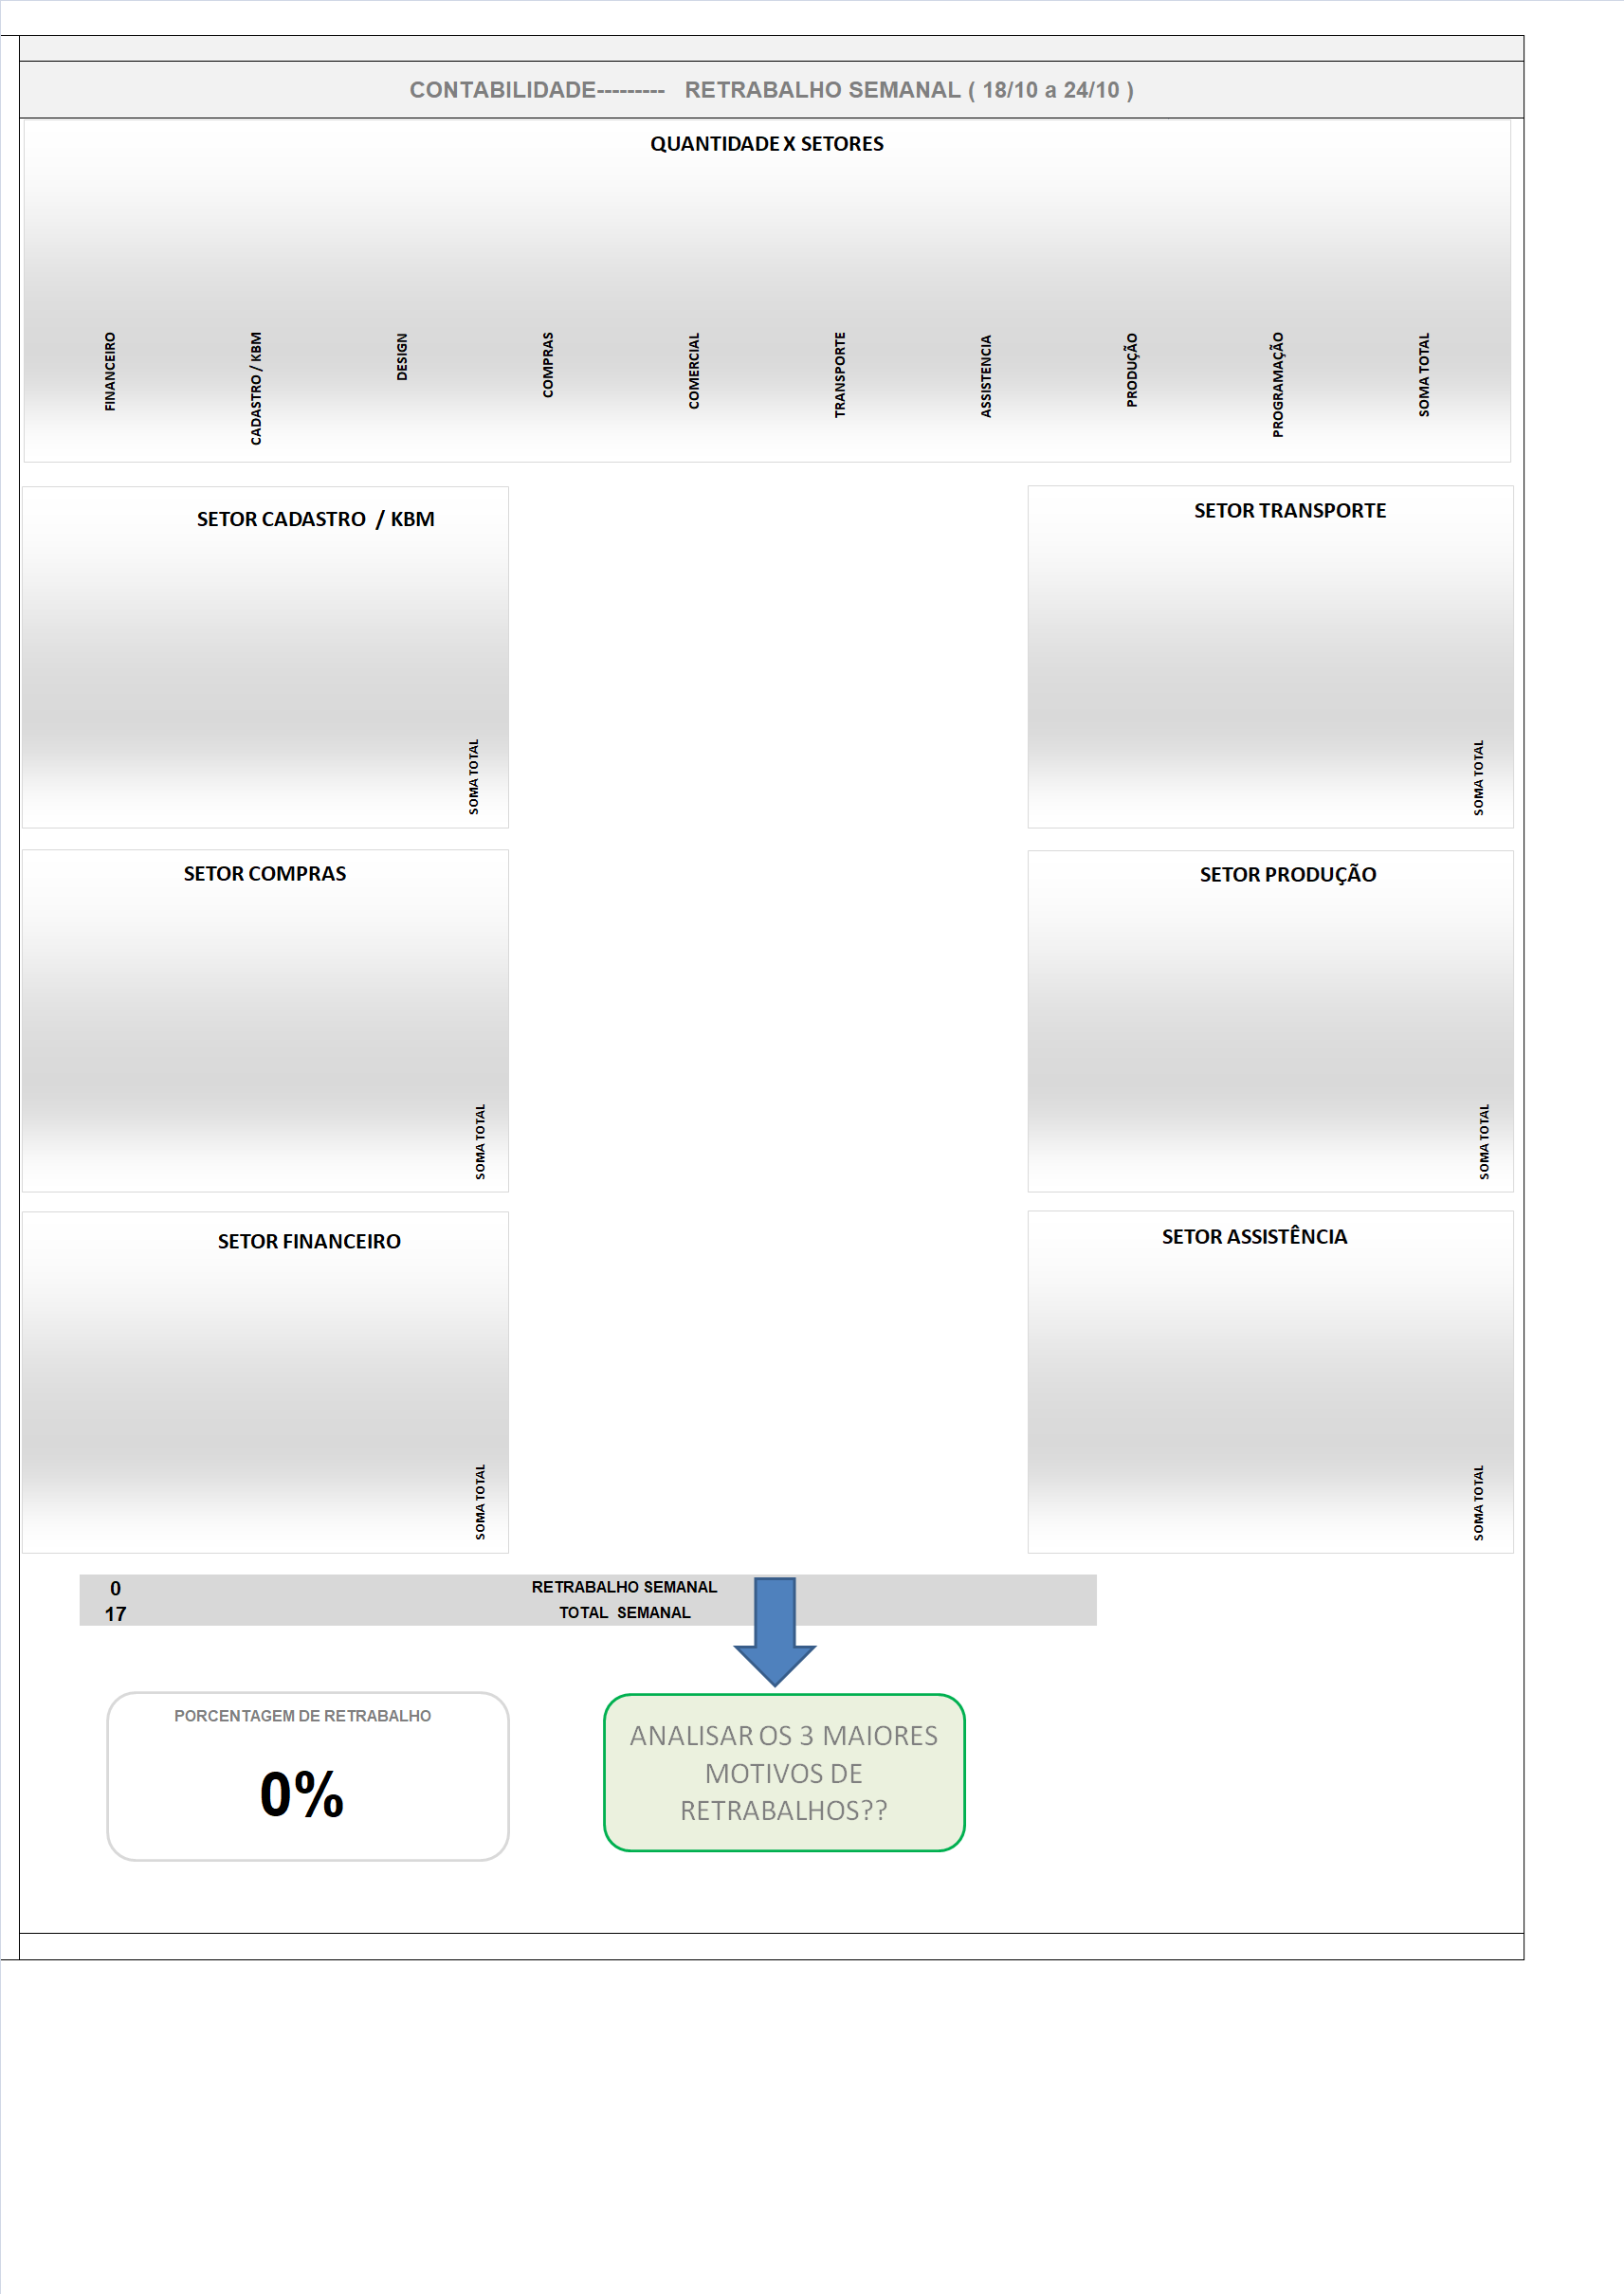 CONTABILIDADE--------- RETRABALHO SEMANAL ( 18/10 a 24/10 )
QUANTIDADE X SETORES
FINANCEIRO
CADASTRO / KBM
DESIGN
COMPRAS
COMERCIAL
TRANSPORTE
ASSISTENCIA
PRODUÇÃO
PROGRAMAÇÃO
SOMA TOTAL
SETOR CADASTRO / KBM
SOMA TOTAL
SETOR TRANSPORTE
SOMA TOTAL
SETOR COMPRAS
SOMA TOTAL
SETOR PRODUÇÃO
SOMA TOTAL
SETOR FINANCEIRO
SOMA TOTAL
SETOR ASSISTÊNCIA
SOMA TOTAL
0 RETRABALHO SEMANAL
17 TOTAL SEMANAL
PORCENTAGEM DE RETRABALHO
0%
ANALISAR OS 3 MAIORES
MOTIVOS DE
RETRABALHOS??